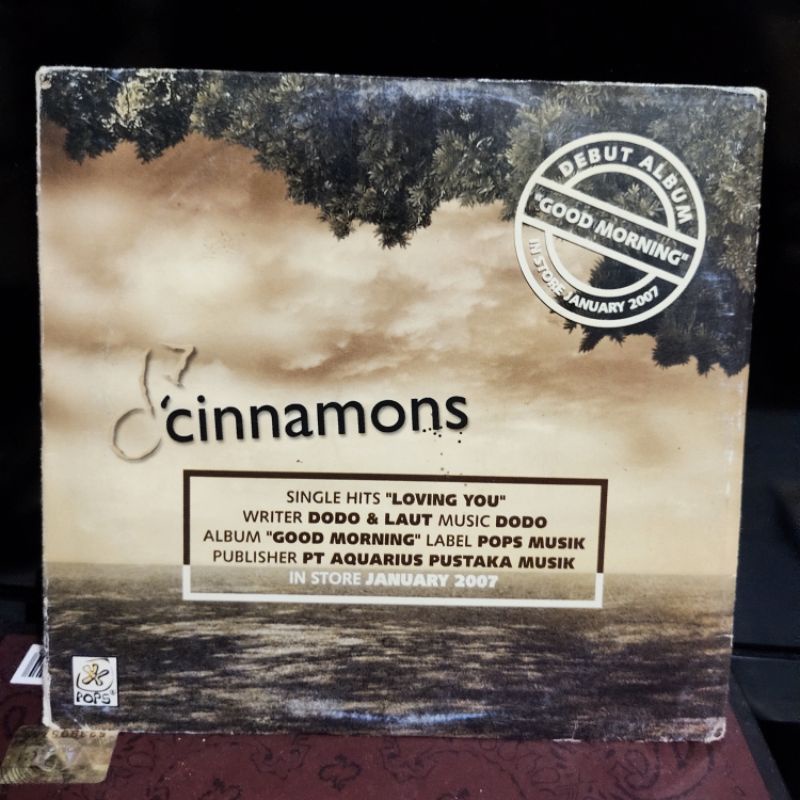 DEBUT ALBUM
"GOOD MORNING"
IN STORE JANUARY 2007
d'cinnamons
SINGLE HITS "LOVING YOU"
WRITER DODO & LAUT MUSIC DODO
ALBUM "GOOD MORNING" LABEL POPS MUSIK
PUBLISHER PT AQUARIUS PUSTAKA MUSIK
IN STORE JANUARY 2007
POPS